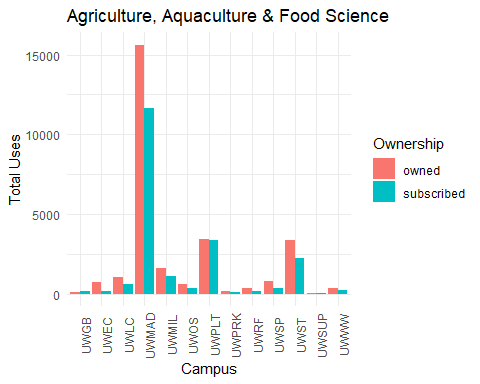 Agriculture, Aquaculture & Food Science
15000
10000
5000
0
Total Uses
UWGB
UWEC
UWLC
UWMAD
UWMIL
UWOS
UWPLT
UWPRK
UWRF
UWSP
UWST
UWSUP
UWWW
Campus
Ownership
owned
subscribed